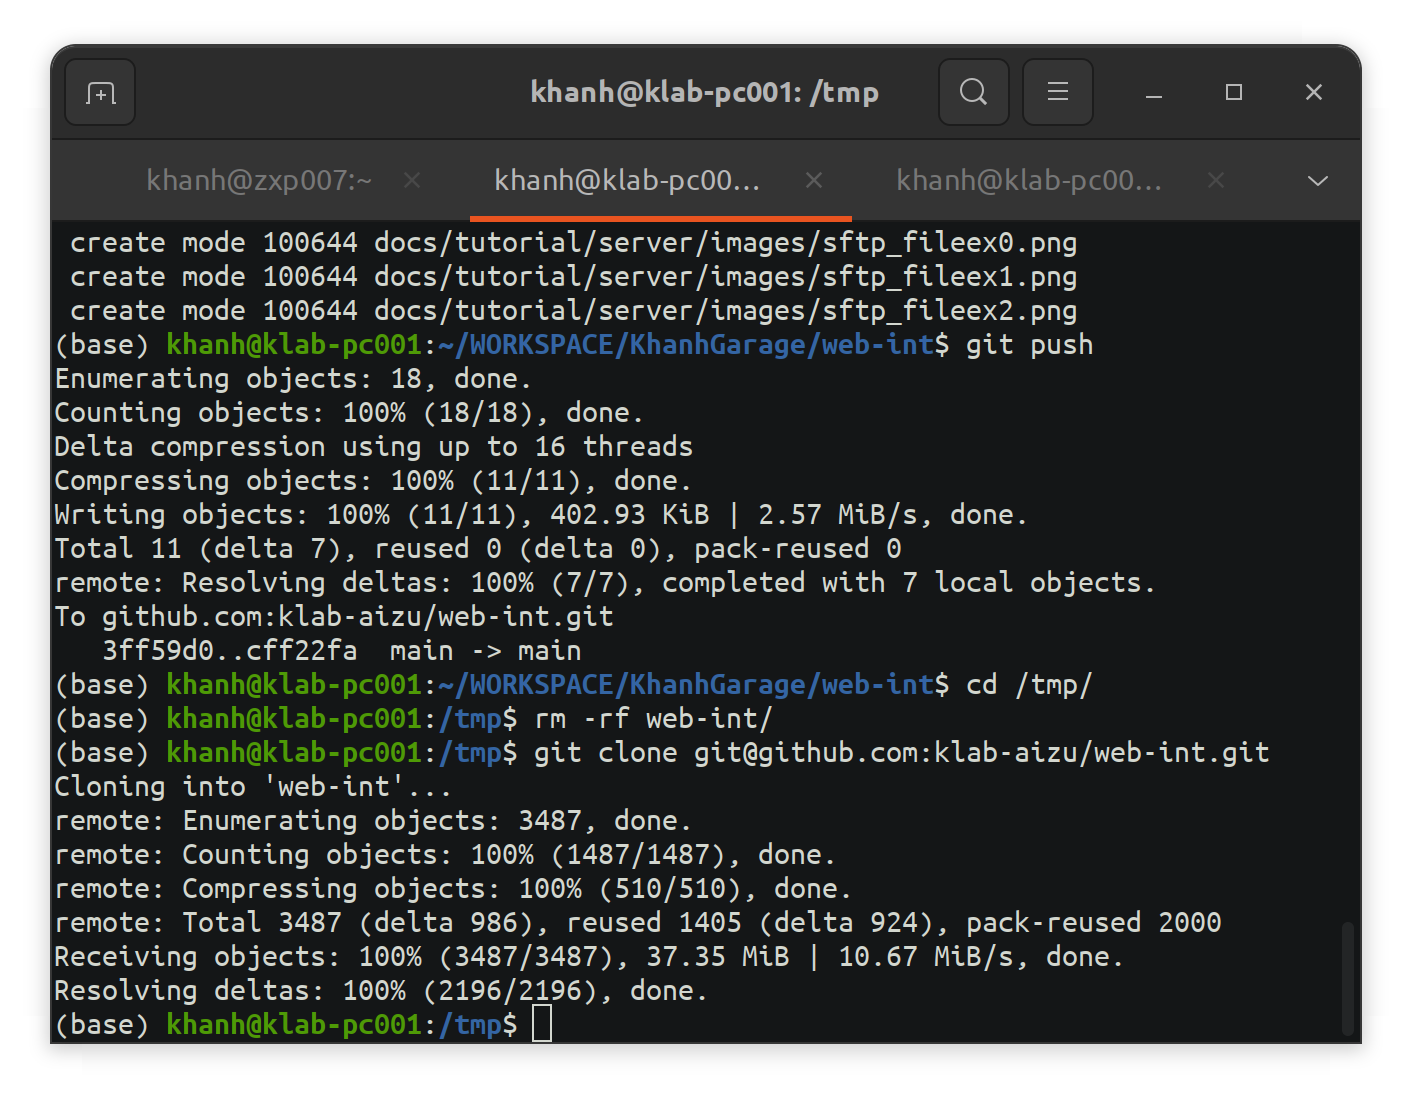 khanh@klab-pc001: /tmp
khanh@zxp007:~
khanh@klab-pc00...
khanh@klab-pc00...
create mode 100644 docs/tutorial/server/images/sftp_fileex0.png
create mode 100644 docs/tutorial/server/images/sftp_fileex1.png
create mode 100644 docs/tutorial/server/images/sftp_fileex2.png
(base) khanh@klab-pc001:~/WORKSPACE/KhanhGarage/web-int$ git push
Enumerating objects: 18, done.
Counting objects: 100% (18/18), done.
Delta compression using up to 16 threads
Compressing objects: 100% (11/11), done.
Writing objects: 100% (11/11), 402.93 KiB | 2.57 MiB/s, done.
Total 11 (delta 7), reused 0 (delta 0), pack-reused 0
remote: Resolving deltas: 100% (7/7), completed with 7 local objects.
To github.com:klab-aizu/web-int.git
   3ff59d0..cff22fa  main -> main
(base) khanh@klab-pc001:~/WORKSPACE/KhanhGarage/web-int$ cd /tmp/
(base) khanh@klab-pc001:/tmp$ rm -rf web-int/
(base) khanh@klab-pc001:/tmp$ git clone git@github.com:klab-aizu/web-int.git
Cloning into 'web-int'...
remote: Enumerating objects: 3487, done.
remote: Counting objects: 100% (1487/1487), done.
remote: Compressing objects: 100% (510/510), done.
remote: Total 3487 (delta 986), reused 1405 (delta 924), pack-reused 2000
Receiving objects: 100% (3487/3487), 37.35 MiB | 10.67 MiB/s, done.
Resolving deltas: 100% (2196/2196), done.
(base) khanh@klab-pc001:/tmp$